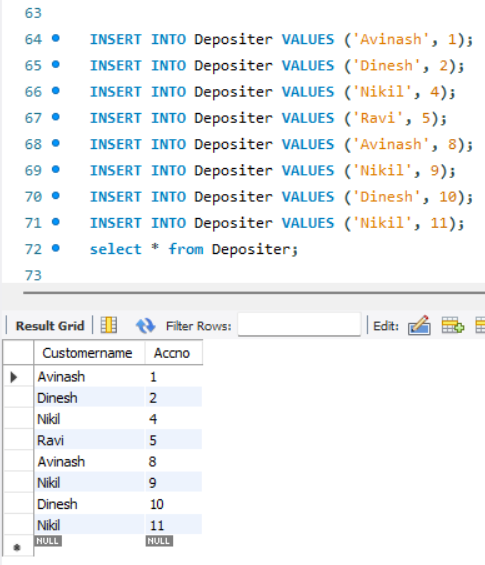 63
64 INSERT INTO Depositer VALUES ('Avinash', 1);
65 INSERT INTO Depositer VALUES ('Dinesh', 2);
66 INSERT INTO Depositer VALUES ('Nikil', 4);
67 INSERT INTO Depositer VALUES ('Ravi', 5);
68 INSERT INTO Depositer VALUES ('Avinash', 8);
69 INSERT INTO Depositer VALUES ('Nikil', 9);
70 INSERT INTO Depositer VALUES ('Dinesh', 10);
71 INSERT INTO Depositer VALUES ('Nikil', 11);
72 select * from Depositer;
73
Result Grid Filter Rows: Edit:
Customername Accno
Avinash 1
Dinesh 2
Nikil 4
Ravi 5
Avinash 8
Nikil 9
Dinesh 10
Nikil 11
NULL NULL